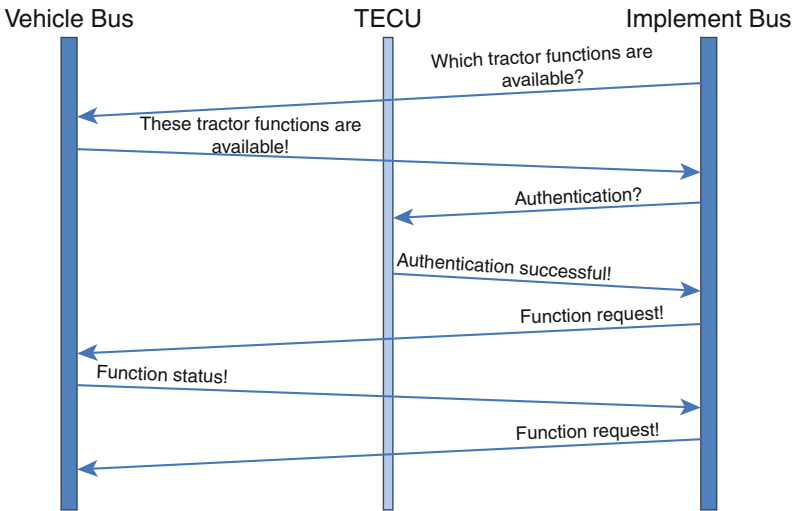 Vehicle Bus
TECU
Implement Bus
Which tractor functions are
available?
These tractor functions are
available!
Authentication?
Authentication successful!
Function request!
Function status!
Function request!